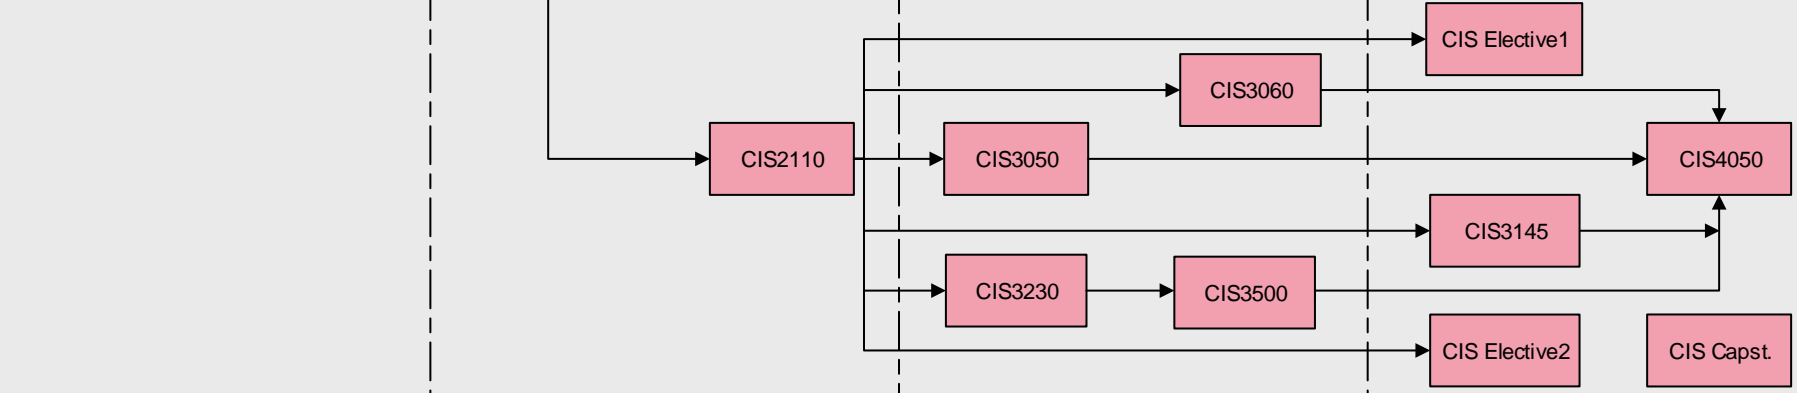 CIS Elective1
CIS3060
CIS2110
CIS3050
CIS4050
CIS3145
CIS3230
CIS3500
CIS Elective2
CIS Capst.